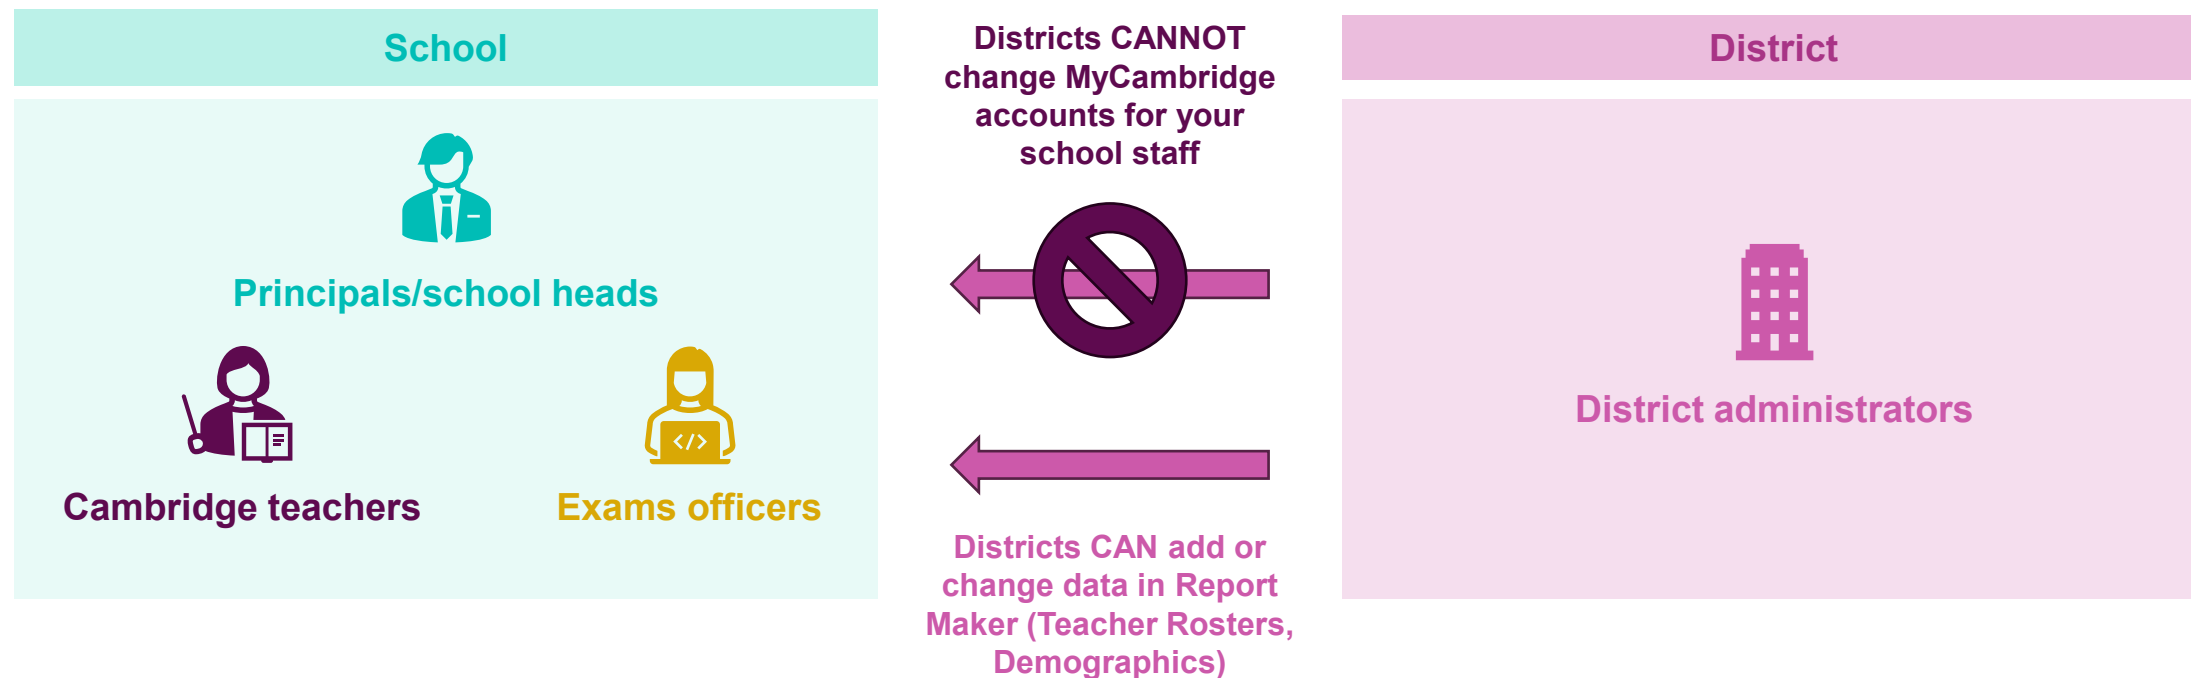 School
Principals/school heads
Cambridge teachers
Exams officers
Districts CANNOT
change MyCambridge
accounts for your
school staff
Districts CAN add or
change data in Report
Maker (Teacher Rosters,
Demographics)
District
District administrators